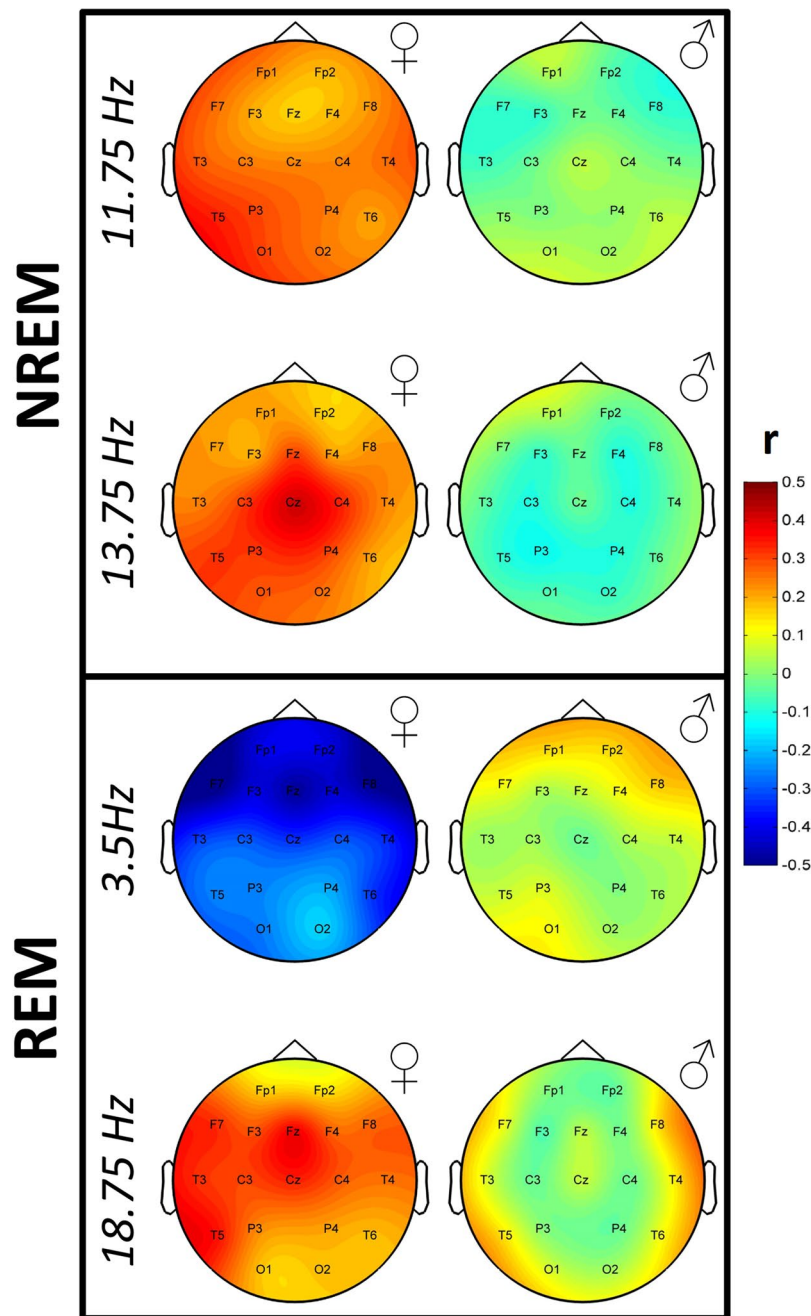 NREM
11.75 Hz
♀
♂
Fp1 Fp2
F7 F3 Fz F4 F8
T3 C3 Cz C4 T4
T5 P3 P4 T6
O1 O2
Fp1 Fp2
F7 F3 Fz F4 F8
T3 C3 Cz C4 T4
T5 P3 P4 T6
O1 O2
13.75 Hz
♀
♂
Fp1 Fp2
F7 F3 Fz F4 F8
T3 C3 Cz C4 T4
T5 P3 P4 T6
O1 O2
Fp1 Fp2
F7 F3 Fz F4 F8
T3 C3 Cz C4 T4
T5 P3 P4 T6
O1 O2
r
0.5
0.4
0.3
0.2
0.1
0
-0.1
-0.2
-0.3
-0.4
-0.5
REM
3.5Hz
♀
♂
Fp1 Fp2
F7 F3 Fz F4 F8
T3 C3 Cz C4 T4
T5 P3 P4 T6
O1 O2
Fp1 Fp2
F7 F3 Fz F4 F8
T3 C3 Cz C4 T4
T5 P3 P4 T6
O1 O2
18.75 Hz
♀
♂
Fp1 Fp2
F7 F3 Fz F4 F8
T3 C3 Cz C4 T4
T5 P3 P4 T6
O1 O2
Fp1 Fp2
F7 F3 Fz F4 F8
T3 C3 Cz C4 T4
T5 P3 P4 T6
O1 O2